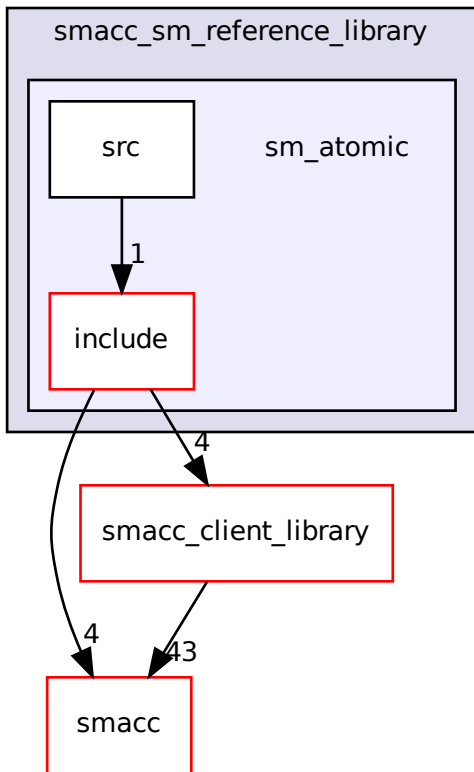 smacc_sm_reference_library
src
sm_atomic
1
include
4
smacc_client_library
4
43
smacc